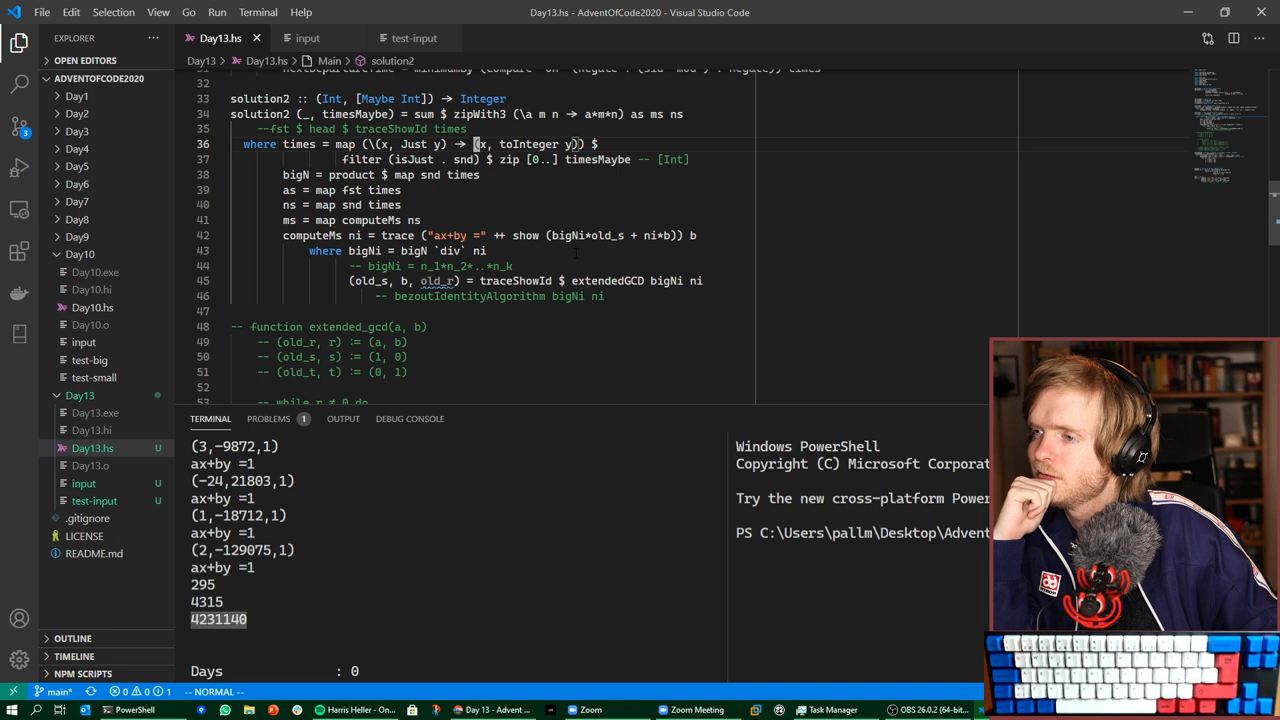 File Edit Selection View Go Run Terminal Help
Day13.hs - AdventOfCode2020 - Visual Studio Code
EXPLORER
Day13.hs
input
test-input
Day13 > Day13.hs > Main > solution2
OPEN EDITORS
ADVENTOFCODE2020
Day1
Day2
Day3
Day4
Day5
Day6
Day7
Day8
Day9
Day10
Day10.exe
Day10.hi
Day10.hs
Day10.o
input
test-big
test-small
Day13
Day13.exe
Day13.hi
Day13.hs U
Day13.o
input U
test-input U
.gitignore
LICENSE
README.md
OUTLINE
TIMELINE
NPM SCRIPTS
32
33 solution2 :: (Int, [Maybe Int]) → Integer
34 solution2 (_, timesMaybe) = sum $ zipWith3 (\a m n → a*m*n) as ms ns
35 --fst $ head $ traceShowId times
36 where times = map (\(x, Just y) → (x, toInteger y)) $
37 filter (isJust . snd) $ zip [0..] timesMaybe -- [Int]
38 bigN = product $ map snd times
39 as = map fst times
40 ns = map snd times
41 ms = map computeMs ns
42 computeMs ni = trace ("ax+by =" ++ show (bigNi*old_s + ni*b)) b
43 where bigNi = bigN `div` ni
44 -- bigNi = n_1*n_2*..*n_k
45 (old_s, b, old_r) = traceShowId $ extendedGCD bigNi ni
46 -- bezoutIdentityAlgorithm bigNi ni
47
48 -- function extended_gcd(a, b)
49 -- (old_r, r) := (a, b)
50 -- (old_s, s) := (1, 0)
51 -- (old_t, t) := (0, 1)
52
53 -- while r ≠ 0 do
TERMINAL PROBLEMS 1 OUTPUT DEBUG CONSOLE
(3,-9872,1)
ax+by =1
(-24,21803,1)
ax+by =1
(1,-18712,1)
ax+by =1
(2,-129075,1)
ax+by =1
295
4315
4231140
Days : 0
Windows PowerShell
Copyright (C) Microsoft Corporat
Try the new cross-platform Power
PS C:\Users\pallm\Desktop\Advent
3
main* 0 0 1 -- NORMAL --
PowerShell
Harris Heller - On...
Day 13 - Advent ...
Zoom
Zoom Meeting
Task Manager
OBS 26.0.2 (64-bit...